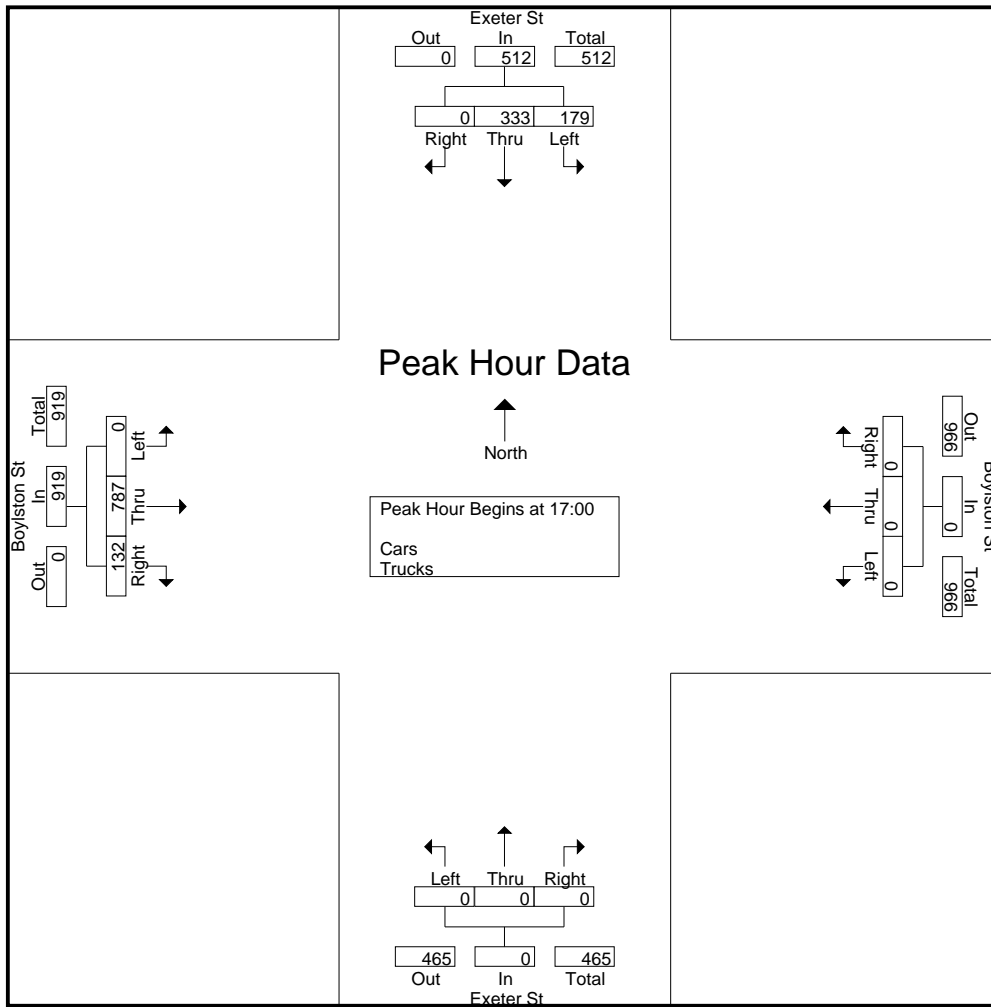 Exeter St
Out In Total
0 512 512
0 333 179
Right Thru Left
Peak Hour Data
North
Peak Hour Begins at 17:00
Cars
Trucks
Boylston St
Total In Out
919 919 0
0 787 132
Left Thru Right
Boylston St
Out In Total
966 0 966
0 0 0
Right Thru Left
Left Thru Right
0 0 0
465 0 465
Out In Total
Exeter St